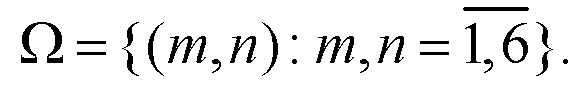 Ω = {(m, n) : m, n = \overline{1,6}}.